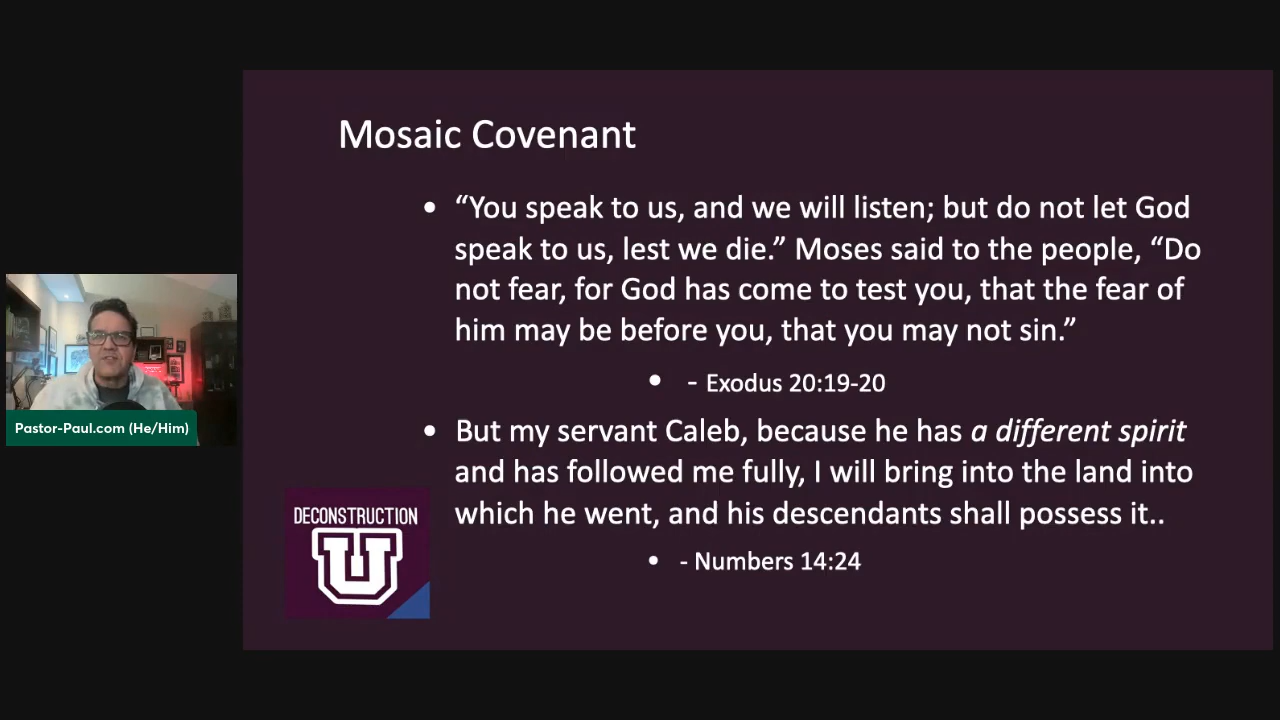 Mosaic Covenant
• “You speak to us, and we will listen; but do not let God
speak to us, lest we die.” Moses said to the people, “Do
not fear, for God has come to test you, that the fear of
him may be before you, that you may not sin.”
• - Exodus 20:19-20
• But my servant Caleb, because he has a different spirit
and has followed me fully, I will bring into the land into
which he went, and his descendants shall possess it..
• - Numbers 14:24
Pastor-Paul.com (He/Him)
DECONSTRUCTION
U